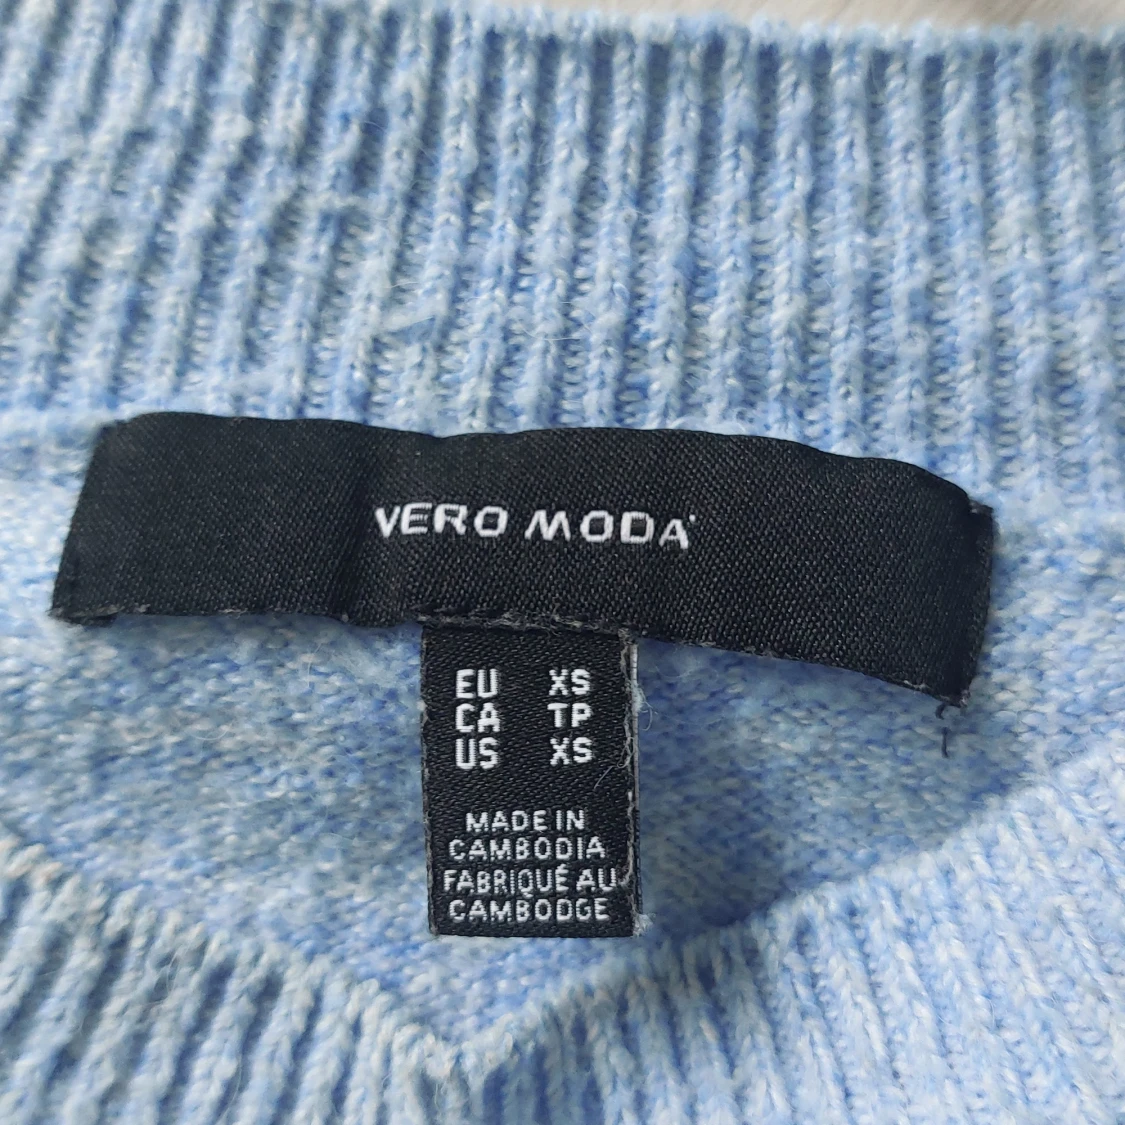 VERO MODA
EU XS
CA TP
US XS
MADE IN
CAMBODIA
FABRIQUÉ AU
CAMBODGE